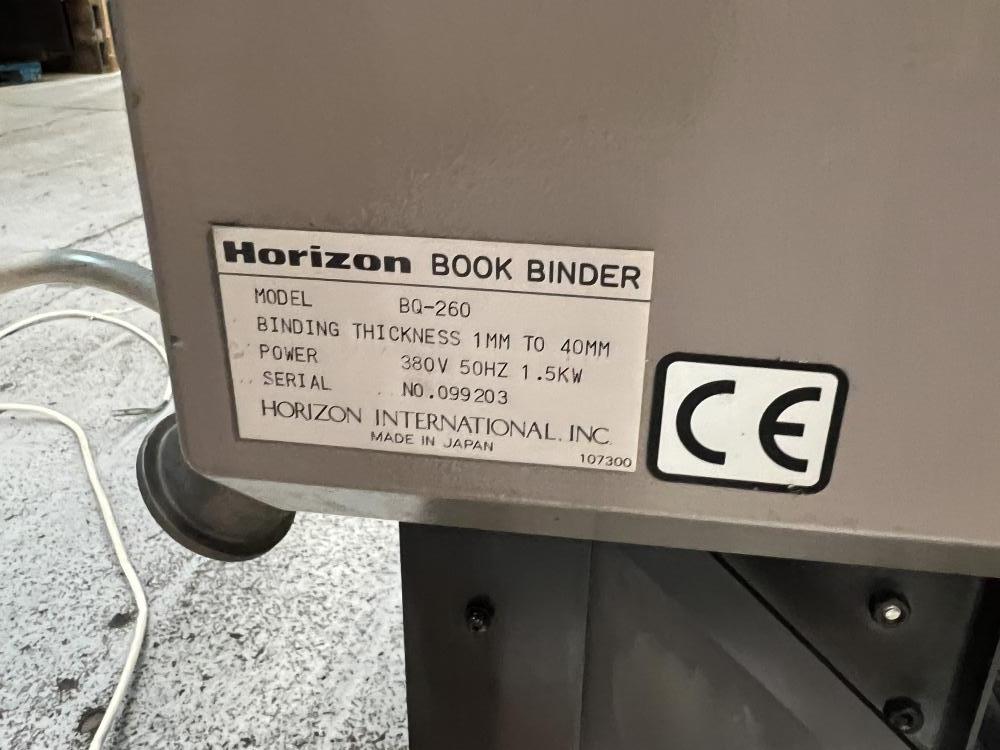 Horizon BOOK BINDER
MODEL BQ-260
BINDING THICKNESS 1MM TO 40MM
POWER 380V 50HZ 1.5KW
SERIAL NO.099203
HORIZON INTERNATIONAL, INC.
MADE IN JAPAN
107300
CE